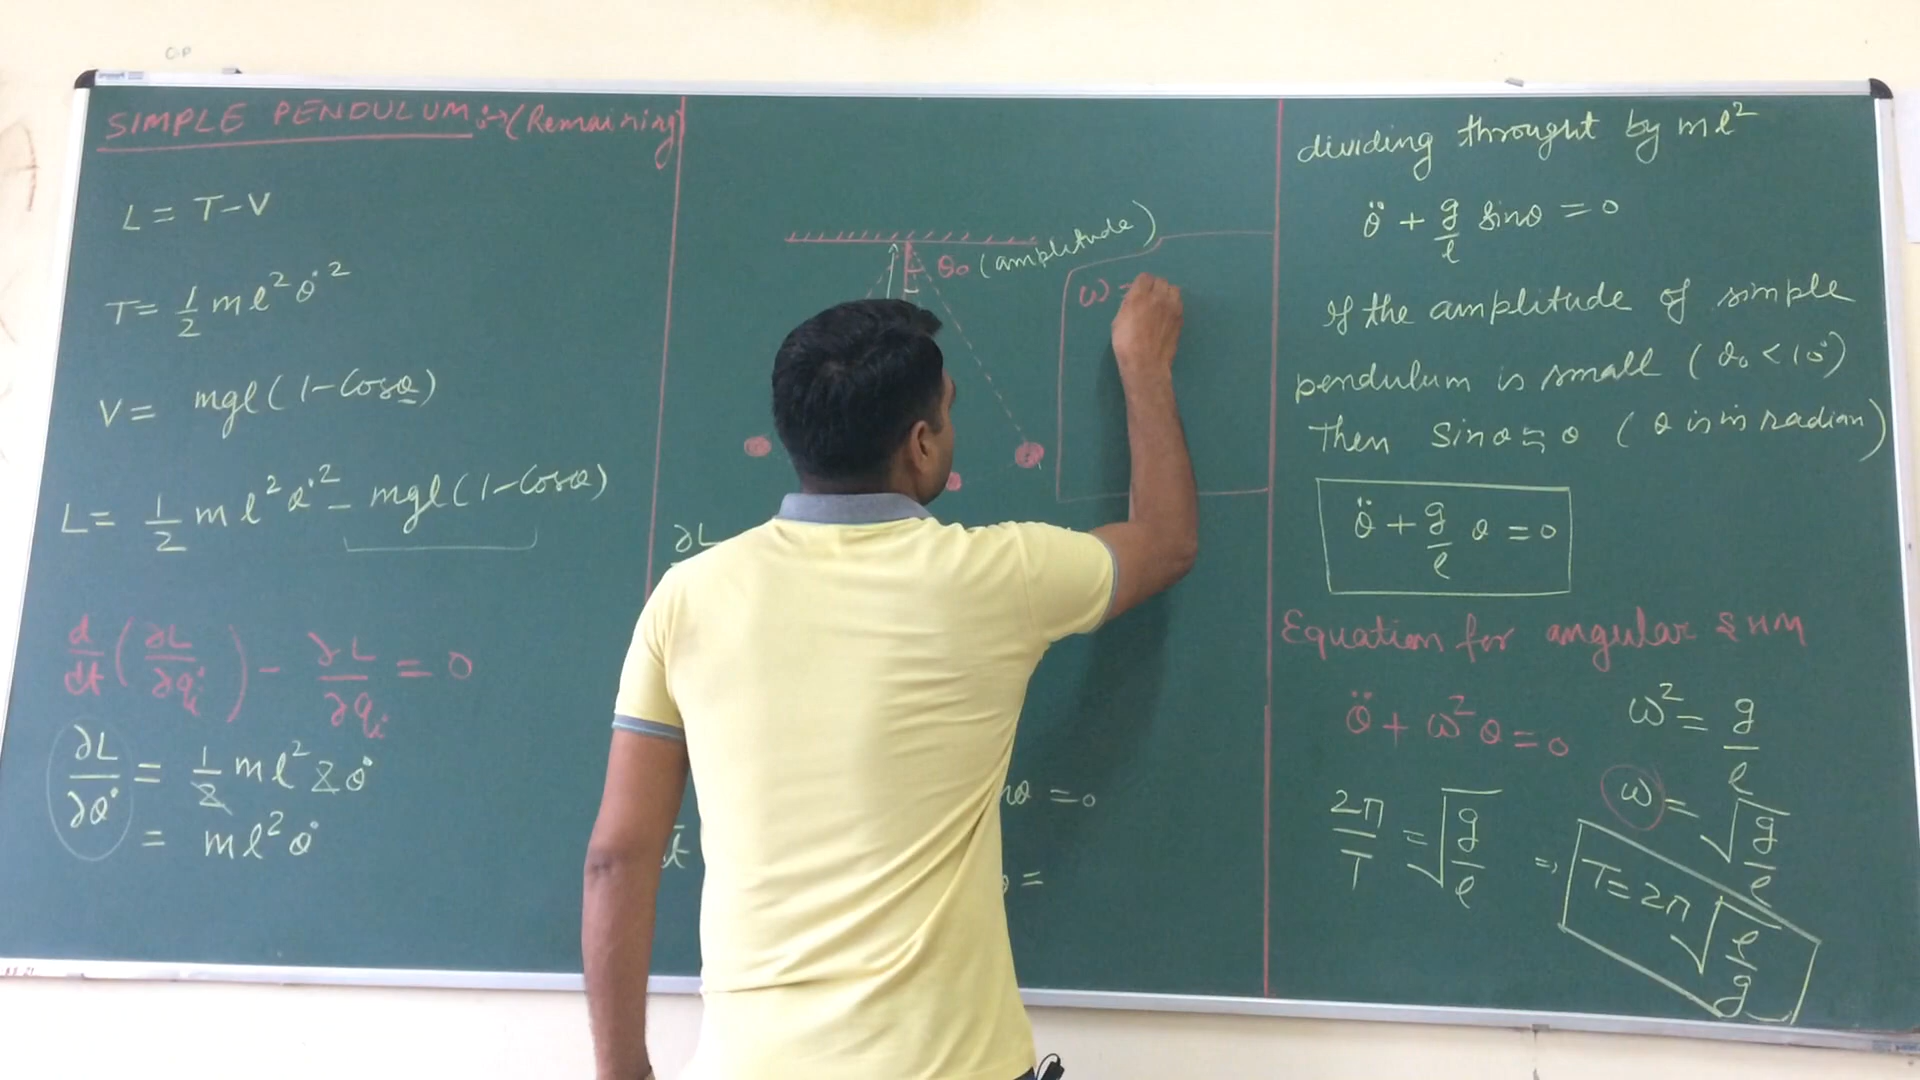 SIMPLE PENDULUM :→ (Remaining)
L = T - V
T = 1/2 m l² θ̇²
V = mgl (1 - Cosθ)
L = 1/2 m l² θ̇² - mgl (1 - Cosθ)
d/dt (∂L/∂q̇i) - ∂L/∂qi = 0
∂L/∂θ̇ = 1/2 m l² 2 θ̇
= m l² θ̇
θ₀ (amplitude)
ω =
∂L
θ = 0
=
dividing throught by m l²
θ̈ + g/l sinθ = 0
If the amplitude of simple
pendulum is small (θ₀ < 10°)
then Sinθ ≈ θ (θ is in radian)
θ̈ + g/l θ = 0
Equation for angular SHM
θ̈ + ω² θ = 0
ω² = g/l
ω = √g/l
2π/T = √g/l ⇒ T = 2π √l/g